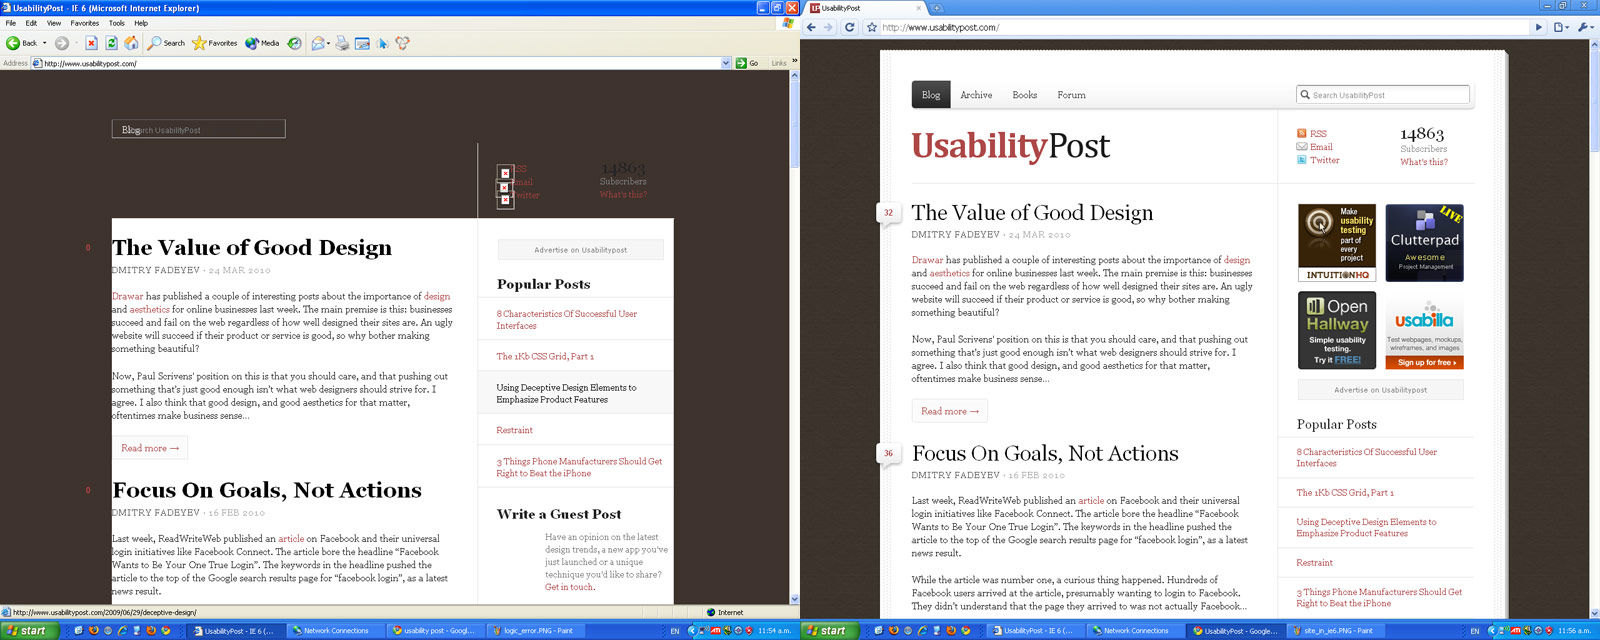 UsabilityPost - IE 6 (Microsoft Internet Explorer)
File Edit View Favorites Tools Help
Back Search Favorites Media
Address http://www.usabilitypost.com/ Go Links »
Blog Search UsabilityPost
RSS
Email
Twitter
14863
Subscribers
What's this?
0
The Value of Good Design
DMITRY FADEYEV • 24 MAR 2010
Drawar has published a couple of interesting posts about the importance of design
and aesthetics for online businesses last week. The main premise is this: businesses
succeed and fail on the web regardless of how well designed their sites are. An ugly
website will succeed if their product or service is good, so why bother making
something beautiful?
Now, Paul Scrivens' position on this is that you should care, and that pushing out
something that's just good enough isn't what web designers should strive for. I
agree. I also think that good design, and good aesthetics for that matter,
oftentimes make business sense...
Read more →
0
Focus On Goals, Not Actions
DMITRY FADEYEV • 16 FEB 2010
Last week, ReadWriteWeb published an article on Facebook and their universal
login initiatives like Facebook Connect. The article bore the headline “Facebook
Wants to Be Your One True Login”. The keywords in the headline pushed the
article to the top of the Google search results page for “facebook login”, as a latest
news result.
Advertise on Usabilitypost
Popular Posts
8 Characteristics Of Successful User
Interfaces
The 1Kb CSS Grid, Part 1
Using Deceptive Design Elements to
Emphasize Product Features
Restraint
3 Things Phone Manufacturers Should Get
Right to Beat the iPhone
Write a Guest Post
Have an opinion on the latest
design trends, a new app you've
just launched or a unique
technique you'd like to share?
Get in touch.
http://www.usabilitypost.com/2009/06/29/deceptive-design/ Internet
start UsabilityPost - IE 6 (... Network Connections usability post - Googl... logic_error.PNG - Paint EN 11:54 a.m.
UsabilityPost
http://www.usabilitypost.com/
Blog Archive Books Forum Search UsabilityPost
UsabilityPost
RSS
Email
Twitter
14863
Subscribers
What's this?
32
The Value of Good Design
DMITRY FADEYEV • 24 MAR 2010
Drawar has published a couple of interesting posts about the importance of design
and aesthetics for online businesses last week. The main premise is this: businesses
succeed and fail on the web regardless of how well designed their sites are. An ugly
website will succeed if their product or service is good, so why bother making
something beautiful?
Now, Paul Scrivens' position on this is that you should care, and that pushing out
something that's just good enough isn't what web designers should strive for. I
agree. I also think that good design, and good aesthetics for that matter,
oftentimes make business sense...
Read more →
36
Focus On Goals, Not Actions
DMITRY FADEYEV • 16 FEB 2010
Last week, ReadWriteWeb published an article on Facebook and their universal
login initiatives like Facebook Connect. The article bore the headline “Facebook
Wants to Be Your One True Login”. The keywords in the headline pushed the
article to the top of the Google search results page for “facebook login”, as a latest
news result.
While the article was number one, a curious thing happened. Hundreds of
Facebook users arrived at the article, presumably wanting to login to Facebook.
They didn't understand that the page they arrived to was not actually Facebook...
Make
usability
testing
part of
every
project
INTUITIONHQ
LIVE
Clutterpad
Awesome
Project Management
Open
Hallway
Simple usability
testing.
Try it FREE!
usabilla
Test webpages, mockups,
wireframes, and images
Sign up for free ▸
Advertise on Usabilitypost
Popular Posts
8 Characteristics Of Successful User
Interfaces
The 1Kb CSS Grid, Part 1
Using Deceptive Design Elements to
Emphasize Product Features
Restraint
3 Things Phone Manufacturers Should Get
Right to Beat the iPhone
start UsabilityPost - IE 6 (... Network Connections UsabilityPost - Google... site_in_ie6.PNG - Paint EN 11:56 a.m.